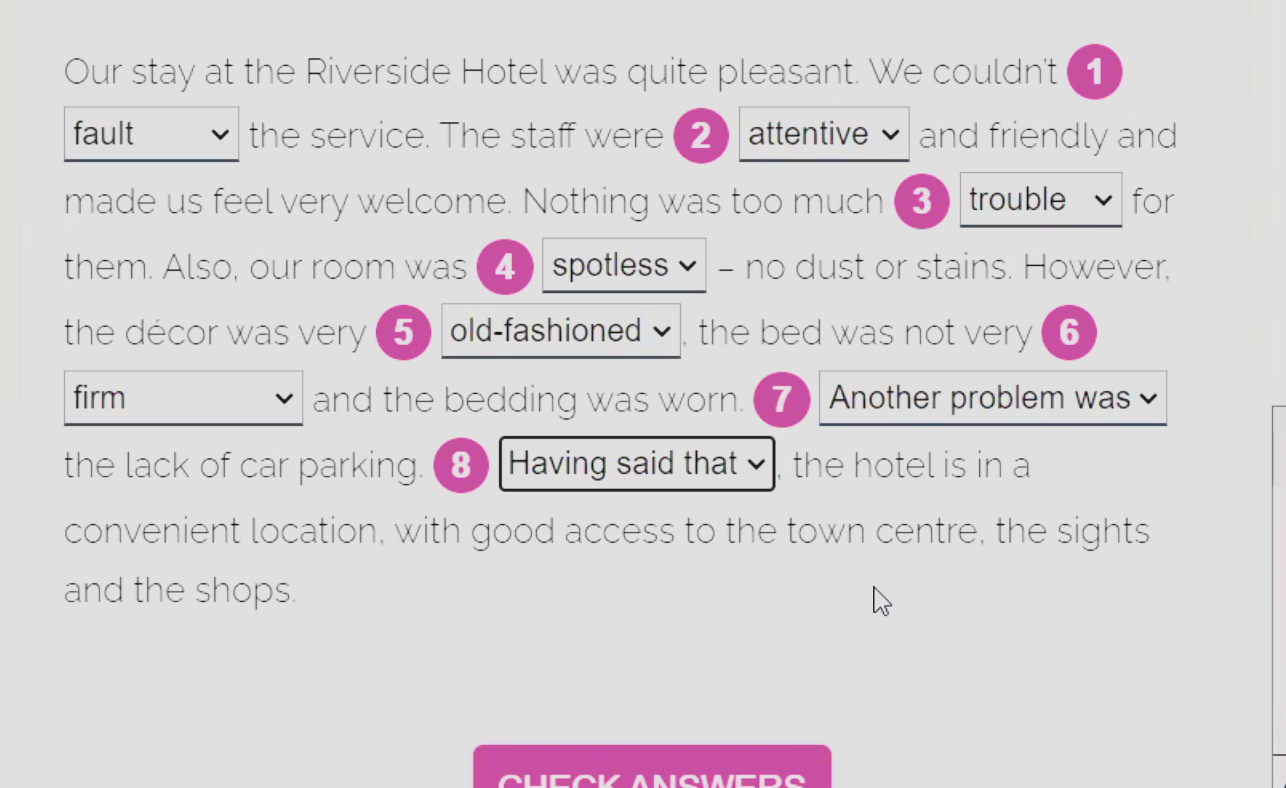 Our stay at the Riverside Hotel was quite pleasant. We couldn't 1
fault the service. The staff were 2 attentive and friendly and
made us feel very welcome. Nothing was too much 3 trouble for
them. Also, our room was 4 spotless – no dust or stains. However,
the décor was very 5 old-fashioned, the bed was not very 6
firm and the bedding was worn. 7 Another problem was
the lack of car parking. 8 Having said that, the hotel is in a
convenient location, with good access to the town centre, the sights
and the shops.
CHECK ANSWERS